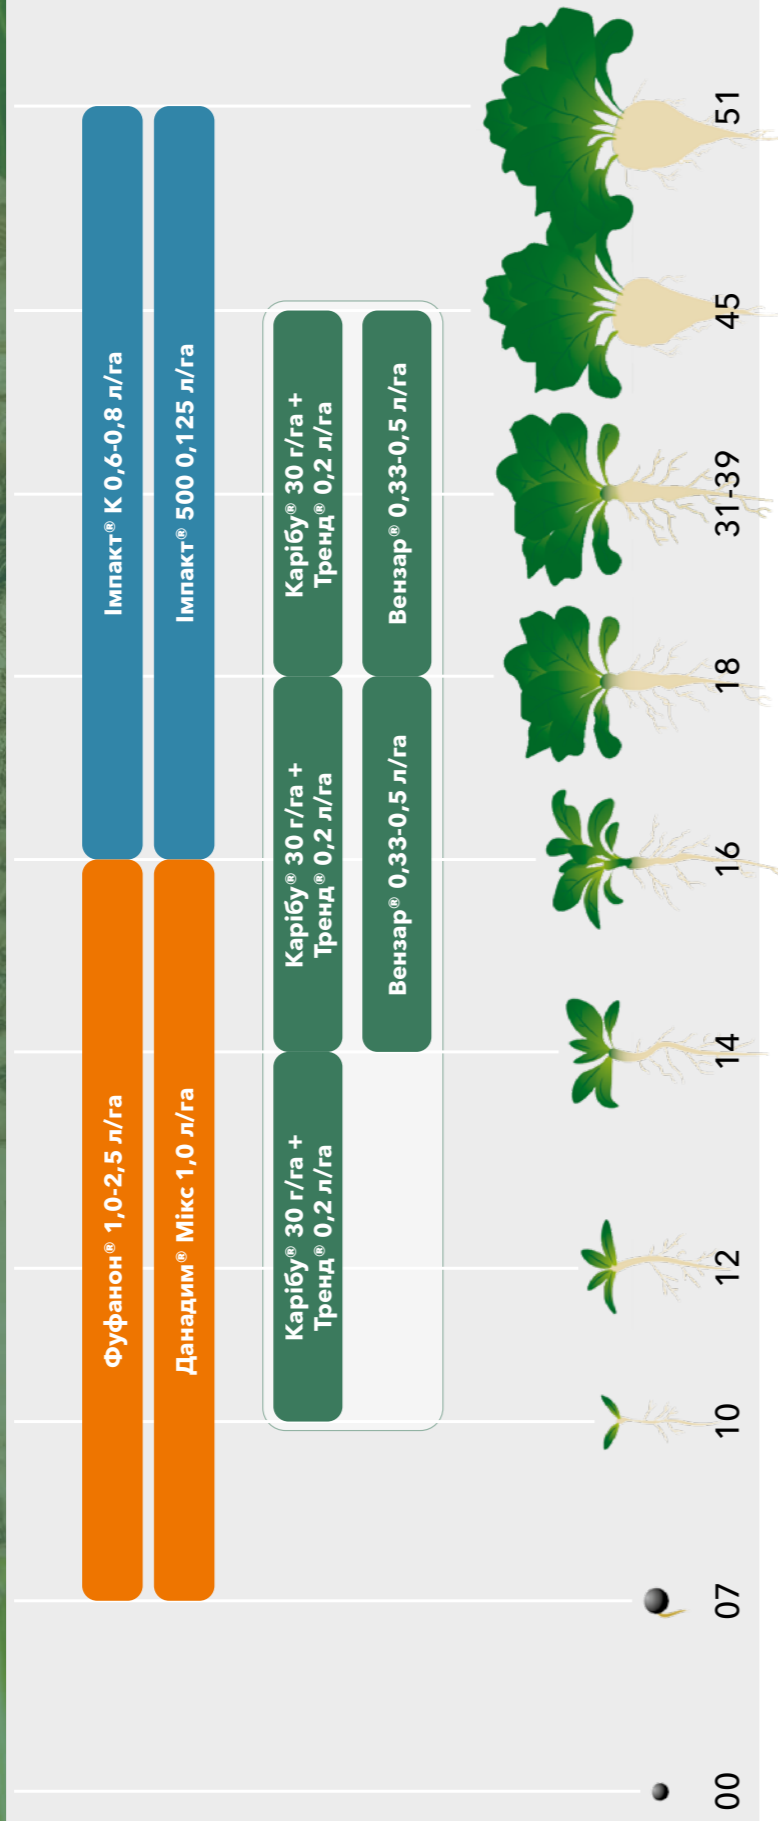 Фуфанон® 1,0-2,5 л/га
Імпакт® К 0,6-0,8 л/га
Данадим® Мікс 1,0 л/га
Імпакт® 500 0,125 л/га
Карібу® 30 г/га +
Тренд® 0,2 л/га
Карібу® 30 г/га +
Тренд® 0,2 л/га
Карібу® 30 г/га +
Тренд® 0,2 л/га
Вензар® 0,33-0,5 л/га
Вензар® 0,33-0,5 л/га
00
07
10
12
14
16
18
31-39
45
51